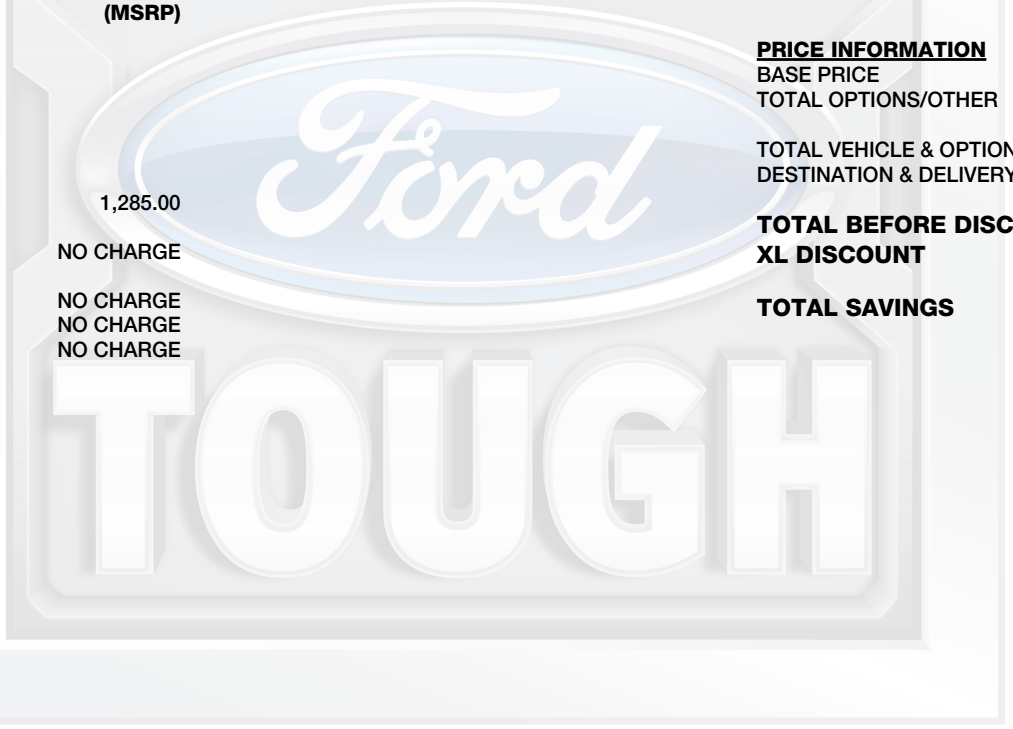 (MSRP)
1,285.00
NO CHARGE
NO CHARGE
NO CHARGE
NO CHARGE
PRICE INFORMATION
BASE PRICE
TOTAL OPTIONS/OTHER
TOTAL VEHICLE & OPTION
DESTINATION & DELIVERY
TOTAL BEFORE DISC
XL DISCOUNT
TOTAL SAVINGS
Ford
TOUGH